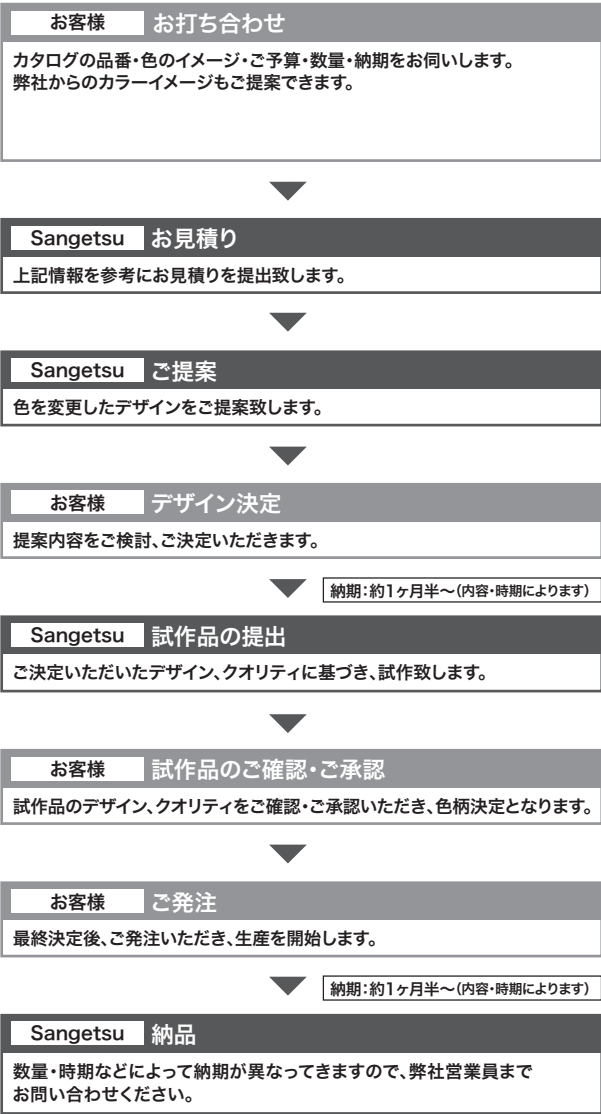 お客様 お打ち合わせ
カタログの品番・色のイメージ・ご予算・数量・納期をお伺いします。
弊社からのカラーイメージもご提案できます。
Sangetsu お見積り
上記情報を参考にお見積りを提出致します。
Sangetsu ご提案
色を変更したデザインをご提案致します。
お客様 デザイン決定
提案内容をご検討、ご決定いただきます。
納期：約1ヶ月半〜（内容・時期によります）
Sangetsu 試作品の提出
ご決定いただいたデザイン、クオリティに基づき、試作致します。
お客様 試作品のご確認・ご承認
試作品のデザイン、クオリティをご確認・ご承認いただき、色柄決定となります。
お客様 ご発注
最終決定後、ご発注いただき、生産を開始します。
納期：約1ヶ月半〜（内容・時期によります）
Sangetsu 納品
数量・時期などによって納期が異なってきますので、弊社営業員まで
お問い合わせください。